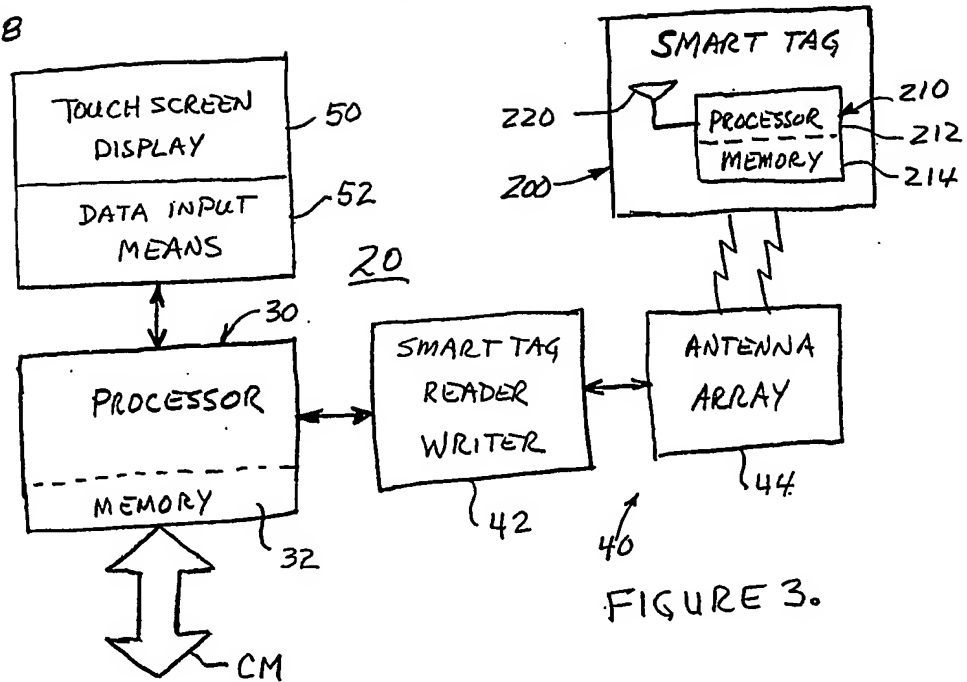 B
TOUCH SCREEN
DISPLAY
50
DATA INPUT
MEANS
52
20
SMART TAG
220
PROCESSOR
MEMORY
210
212
214
200
30
PROCESSOR
MEMORY
32
SMART TAG
READER
WRITER
42
ANTENNA
ARRAY
44
40
CM
FIGURE 3.